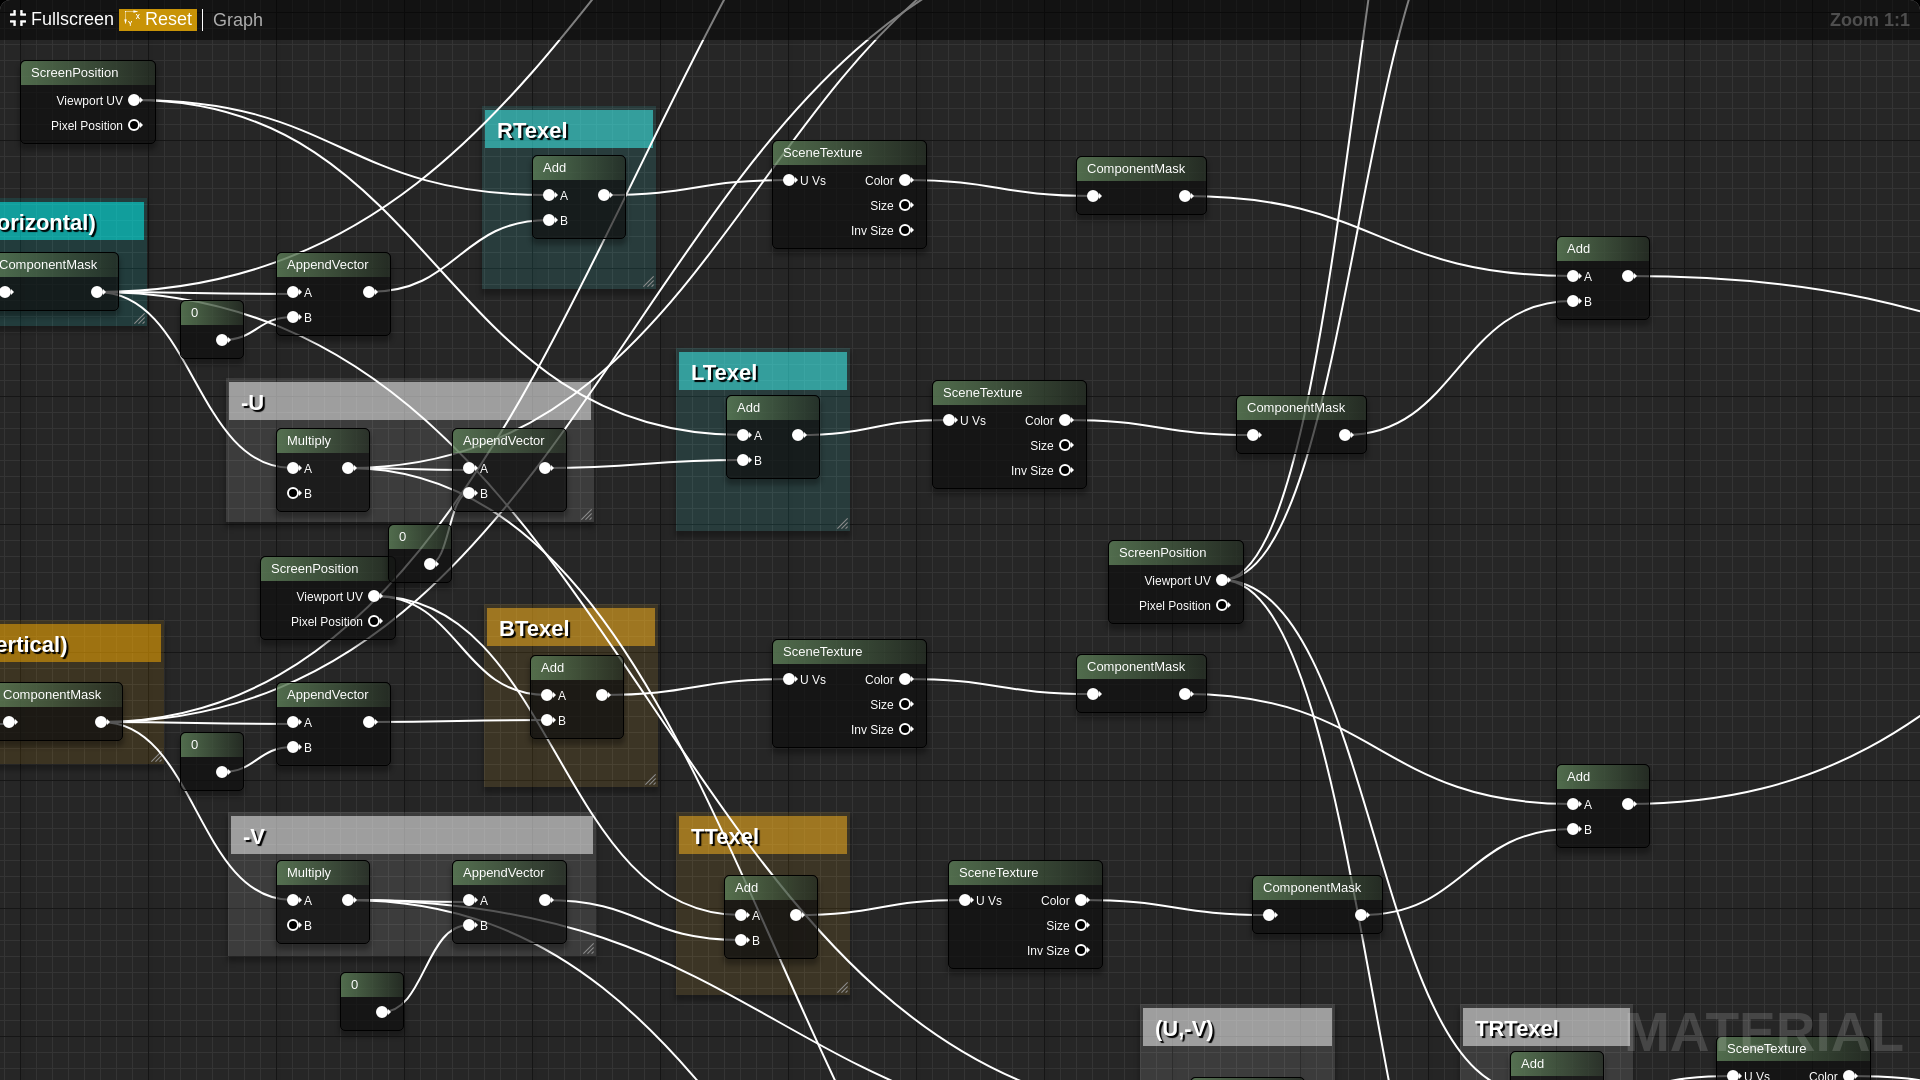 Fullscreen Reset Graph Zoom 1:1
ScreenPosition
Viewport UV
Pixel Position
RTexel
Add
A
B
SceneTexture
U Vs Color
Size
Inv Size
ComponentMask
orizontal)
ComponentMask
AppendVector
A
B
0
Add
A
B
-U
Multiply
A
B
AppendVector
A
B
0
LTexel
Add
A
B
SceneTexture
U Vs Color
Size
Inv Size
ComponentMask
ScreenPosition
Viewport UV
Pixel Position
ScreenPosition
Viewport UV
Pixel Position
ertical)
ComponentMask
AppendVector
A
B
0
BTexel
Add
A
B
SceneTexture
U Vs Color
Size
Inv Size
ComponentMask
Add
A
B
-V
Multiply
A
B
AppendVector
A
B
0
TTexel
Add
A
B
SceneTexture
U Vs Color
Size
Inv Size
ComponentMask
(U,-V)
TRTexel
Add
MATERIAL
SceneTexture
U Vs Color